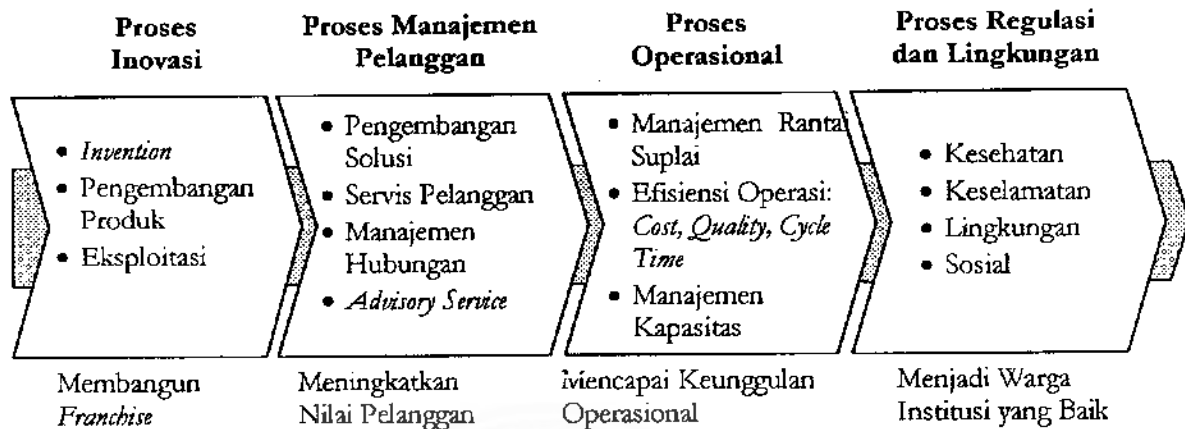 Proses
Inovasi
Proses Manajemen
Pelanggan
Proses
Operasional
Proses Regulasi
dan Lingkungan
• Invention
• Pengembangan
Produk
• Eksploitasi
• Pengembangan
Solusi
• Servis Pelanggan
• Manajemen
Hubungan
• Advisory Service
• Manajemen Rantai
Suplai
• Efisiensi Operasi:
Cost, Quality, Cycle
Time
• Manajemen
Kapasitas
• Kesehatan
• Keselamatan
• Lingkungan
• Sosial
Membangun
Franchise
Meningkatkan
Nilai Pelanggan
Mencapai Keunggulan
Operasional
Menjadi Warga
Institusi yang Baik